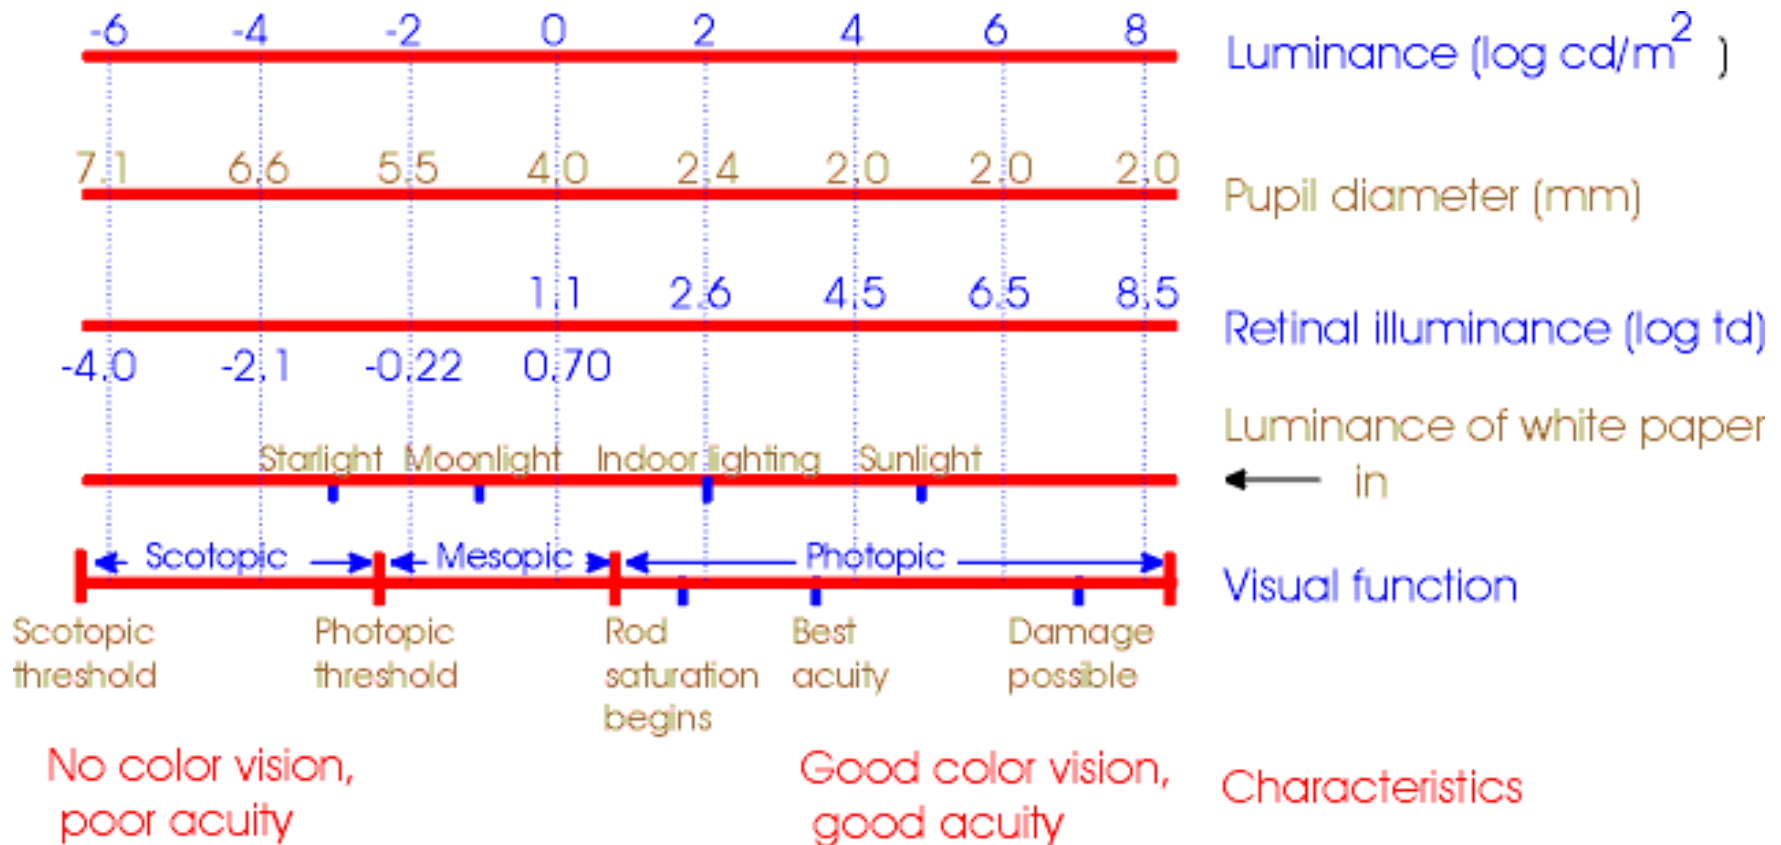 -6 -4 -2 0 2 4 6 8 Luminance (log cd/m² )
7.1 6.6 5.5 4.0 2.4 2.0 2.0 2.0 Pupil diameter (mm)
1.1 2.6 4.5 6.5 8.5
Retinal illuminance (log td)
-4.0 -2.1 -0.22 0.70
Luminance of white paper
Starlight Moonlight Indoor lighting Sunlight
in
Scotopic Mesopic Photopic
Visual function
Scotopic Photopic Rod Best Damage
threshold threshold saturation acuity possible
begins
No color vision, Good color vision,
Characteristics
poor acuity good acuity